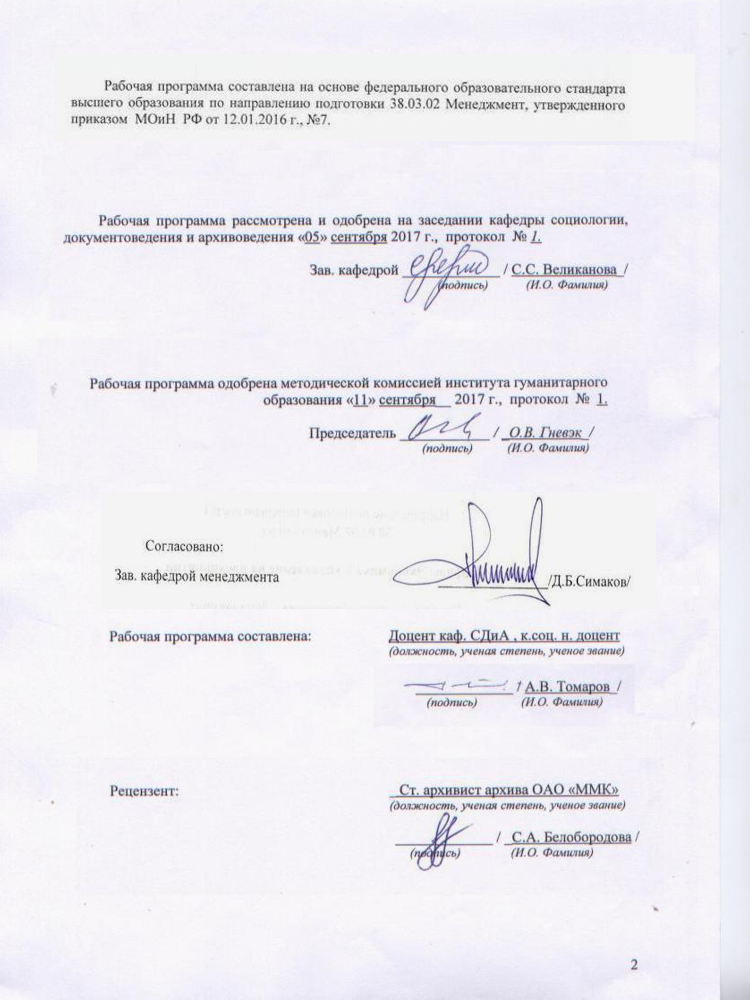 Рабочая программа составлена на основе федерального образовательного стандарта
высшего образования по направлению подготовки 38.03.02 Менеджмент, утвержденного
приказом МОиН РФ от 12.01.2016 г., №7.
Рабочая программа рассмотрена и одобрена на заседании кафедры социологии,
документоведения и архивоведения «05» сентября 2017 г., протокол № 1.
Зав. кафедрой / С.С. Великанова /
(подпись) (И.О. Фамилия)
Рабочая программа одобрена методической комиссией института гуманитарного
образования «11» сентября 2017 г., протокол № 1.
Председатель / О.В. Гневэк /
(подпись) (И.О. Фамилия)
Согласовано:
Зав. кафедрой менеджмента /Д.Б.Симаков/
Рабочая программа составлена: Доцент каф. СДиА , к.соц. н. доцент
(должность, ученая степень, ученое звание)
/ А.В. Томаров /
(подпись) (И.О. Фамилия)
Рецензент: Ст. архивист архива ОАО «ММК»
(должность, ученая степень, ученое звание)
/ С.А. Белобородова /
(подпись) (И.О. Фамилия)
2